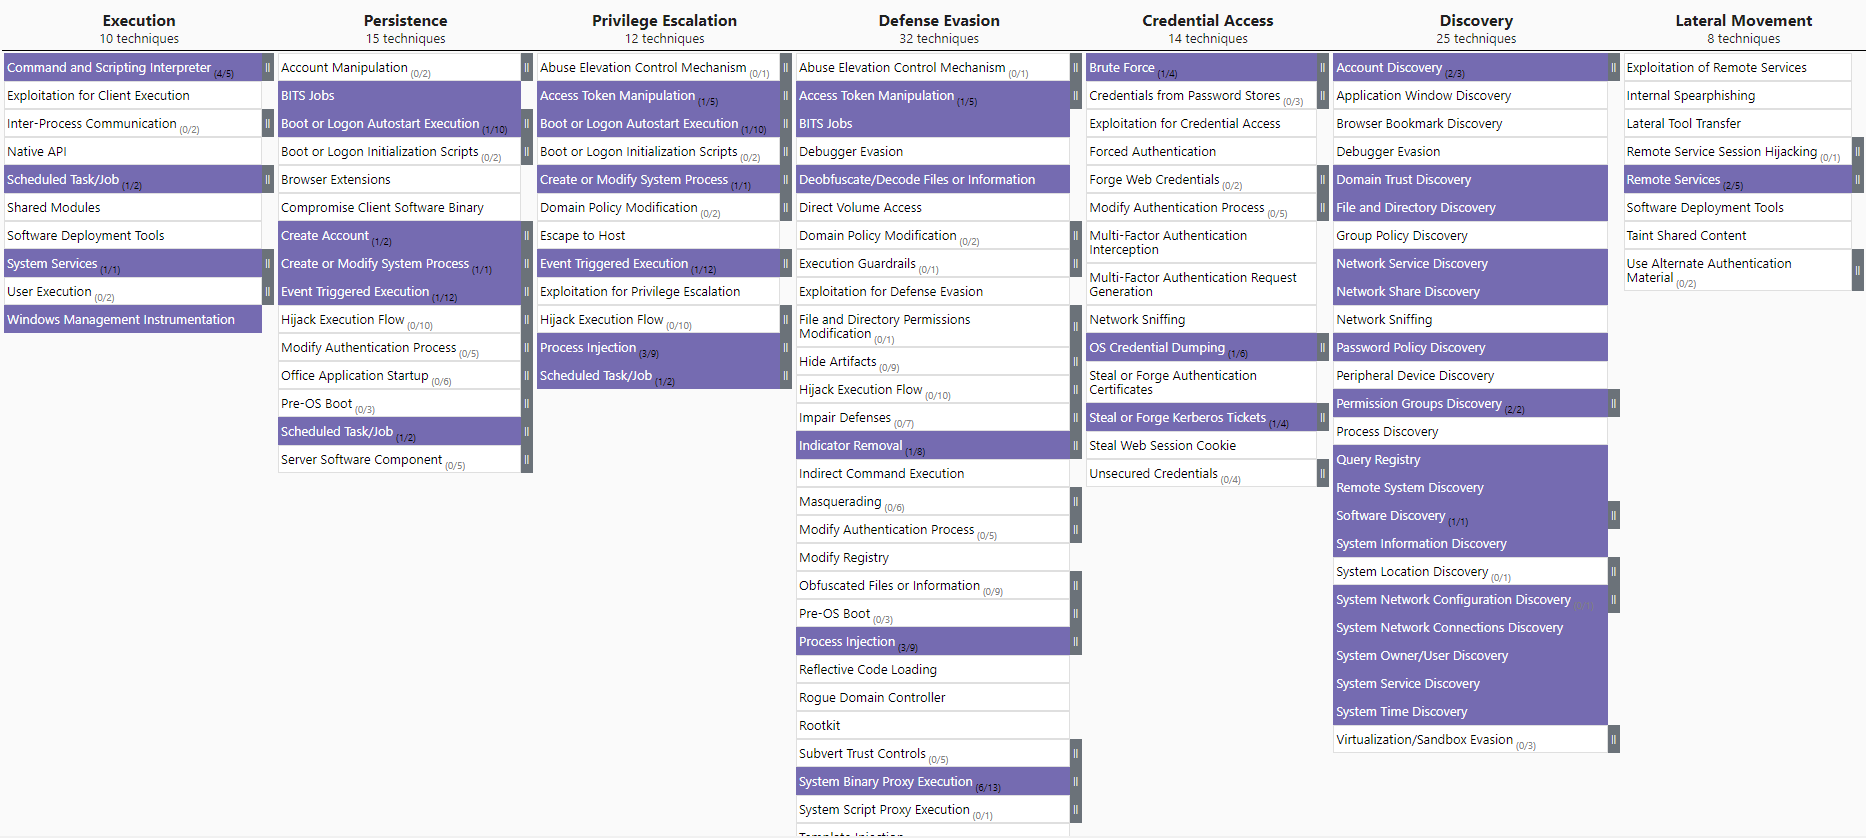 Execution
10 techniques
Command and Scripting Interpreter (4/5)
Exploitation for Client Execution
Inter-Process Communication (0/2)
Native API
Scheduled Task/Job (1/2)
Shared Modules
Software Deployment Tools
System Services (1/1)
User Execution (0/2)
Windows Management Instrumentation
Persistence
15 techniques
Account Manipulation (0/2)
BITS Jobs
Boot or Logon Autostart Execution (1/10)
Boot or Logon Initialization Scripts (0/2)
Browser Extensions
Compromise Client Software Binary
Create Account (1/2)
Create or Modify System Process (1/1)
Event Triggered Execution (1/12)
Hijack Execution Flow (0/10)
Modify Authentication Process (0/5)
Office Application Startup (0/6)
Pre-OS Boot (0/3)
Scheduled Task/Job (1/2)
Server Software Component (0/5)
Privilege Escalation
12 techniques
Abuse Elevation Control Mechanism (0/1)
Access Token Manipulation (1/5)
Boot or Logon Autostart Execution (1/10)
Boot or Logon Initialization Scripts (0/2)
Create or Modify System Process (1/1)
Domain Policy Modification (0/2)
Escape to Host
Event Triggered Execution (1/12)
Exploitation for Privilege Escalation
Hijack Execution Flow (0/10)
Process Injection (3/9)
Scheduled Task/Job (1/2)
Defense Evasion
32 techniques
Abuse Elevation Control Mechanism (0/1)
Access Token Manipulation (1/5)
BITS Jobs
Debugger Evasion
Deobfuscate/Decode Files or Information
Direct Volume Access
Domain Policy Modification (0/2)
Execution Guardrails (0/1)
Exploitation for Defense Evasion
File and Directory Permissions
Modification (0/1)
Hide Artifacts (0/9)
Hijack Execution Flow (0/10)
Impair Defenses (0/7)
Indicator Removal (1/8)
Indirect Command Execution
Masquerading (0/6)
Modify Authentication Process (0/5)
Modify Registry
Obfuscated Files or Information (0/9)
Pre-OS Boot (0/3)
Process Injection (3/9)
Reflective Code Loading
Rogue Domain Controller
Rootkit
Subvert Trust Controls (0/5)
System Binary Proxy Execution (6/13)
System Script Proxy Execution (0/1)
Template Injection
Credential Access
14 techniques
Brute Force (1/4)
Credentials from Password Stores (0/3)
Exploitation for Credential Access
Forced Authentication
Forge Web Credentials (0/2)
Modify Authentication Process (0/5)
Multi-Factor Authentication
Interception
Multi-Factor Authentication Request
Generation
Network Sniffing
OS Credential Dumping (1/6)
Steal or Forge Authentication
Certificates
Steal or Forge Kerberos Tickets (1/4)
Steal Web Session Cookie
Unsecured Credentials (0/4)
Discovery
25 techniques
Account Discovery (2/3)
Application Window Discovery
Browser Bookmark Discovery
Debugger Evasion
Domain Trust Discovery
File and Directory Discovery
Group Policy Discovery
Network Service Discovery
Network Share Discovery
Network Sniffing
Password Policy Discovery
Peripheral Device Discovery
Permission Groups Discovery (2/2)
Process Discovery
Query Registry
Remote System Discovery
Software Discovery (1/1)
System Information Discovery
System Location Discovery (0/1)
System Network Configuration Discovery (0/1)
System Network Connections Discovery
System Owner/User Discovery
System Service Discovery
System Time Discovery
Virtualization/Sandbox Evasion (0/3)
Lateral Movement
8 techniques
Exploitation of Remote Services
Internal Spearphishing
Lateral Tool Transfer
Remote Service Session Hijacking (0/1)
Remote Services (2/5)
Software Deployment Tools
Taint Shared Content
Use Alternate Authentication
Material (0/2)